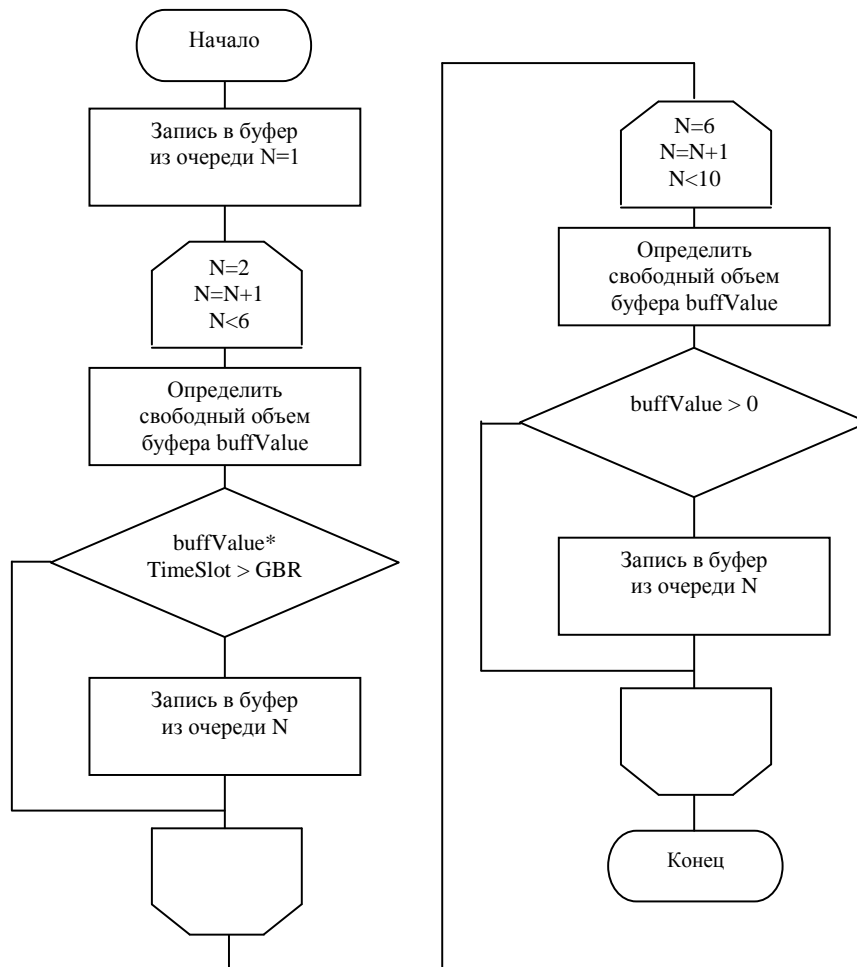 Начало
Запись в буфер
из очереди N=1
N=2
N=N+1
N<6
Определить
свободный объем
буфера buffValue
buffValue*
TimeSlot > GBR
Запись в буфер
из очереди N
N=6
N=N+1
N<10
Определить
свободный объем
буфера buffValue
buffValue > 0
Запись в буфер
из очереди N
Конец